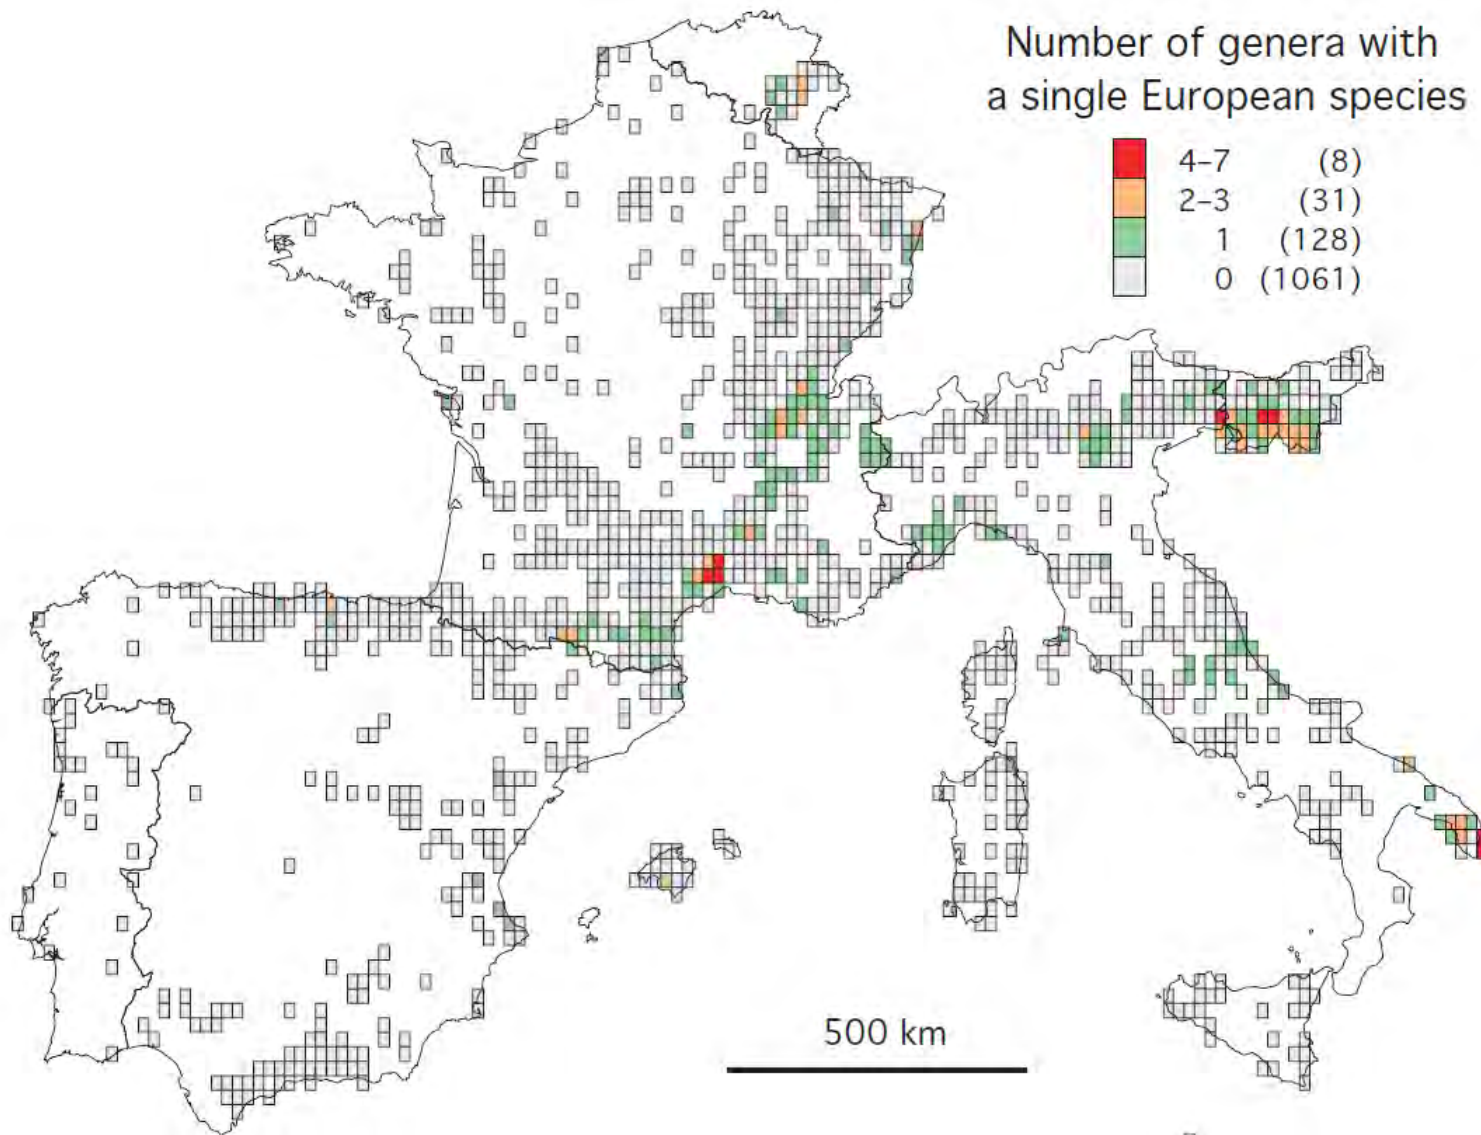 Number of genera with
a single European species
4–7 (8)
2–3 (31)
1 (128)
0 (1061)
500 km